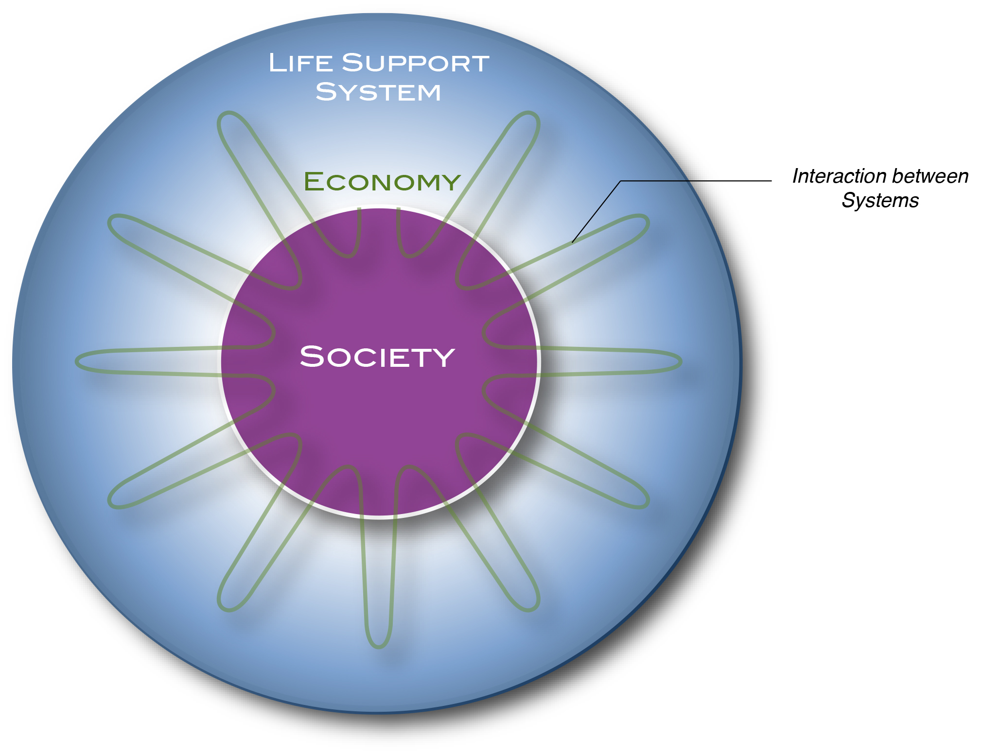 LIFE SUPPORT
SYSTEM
ECONOMY
Interaction between
Systems
SOCIETY